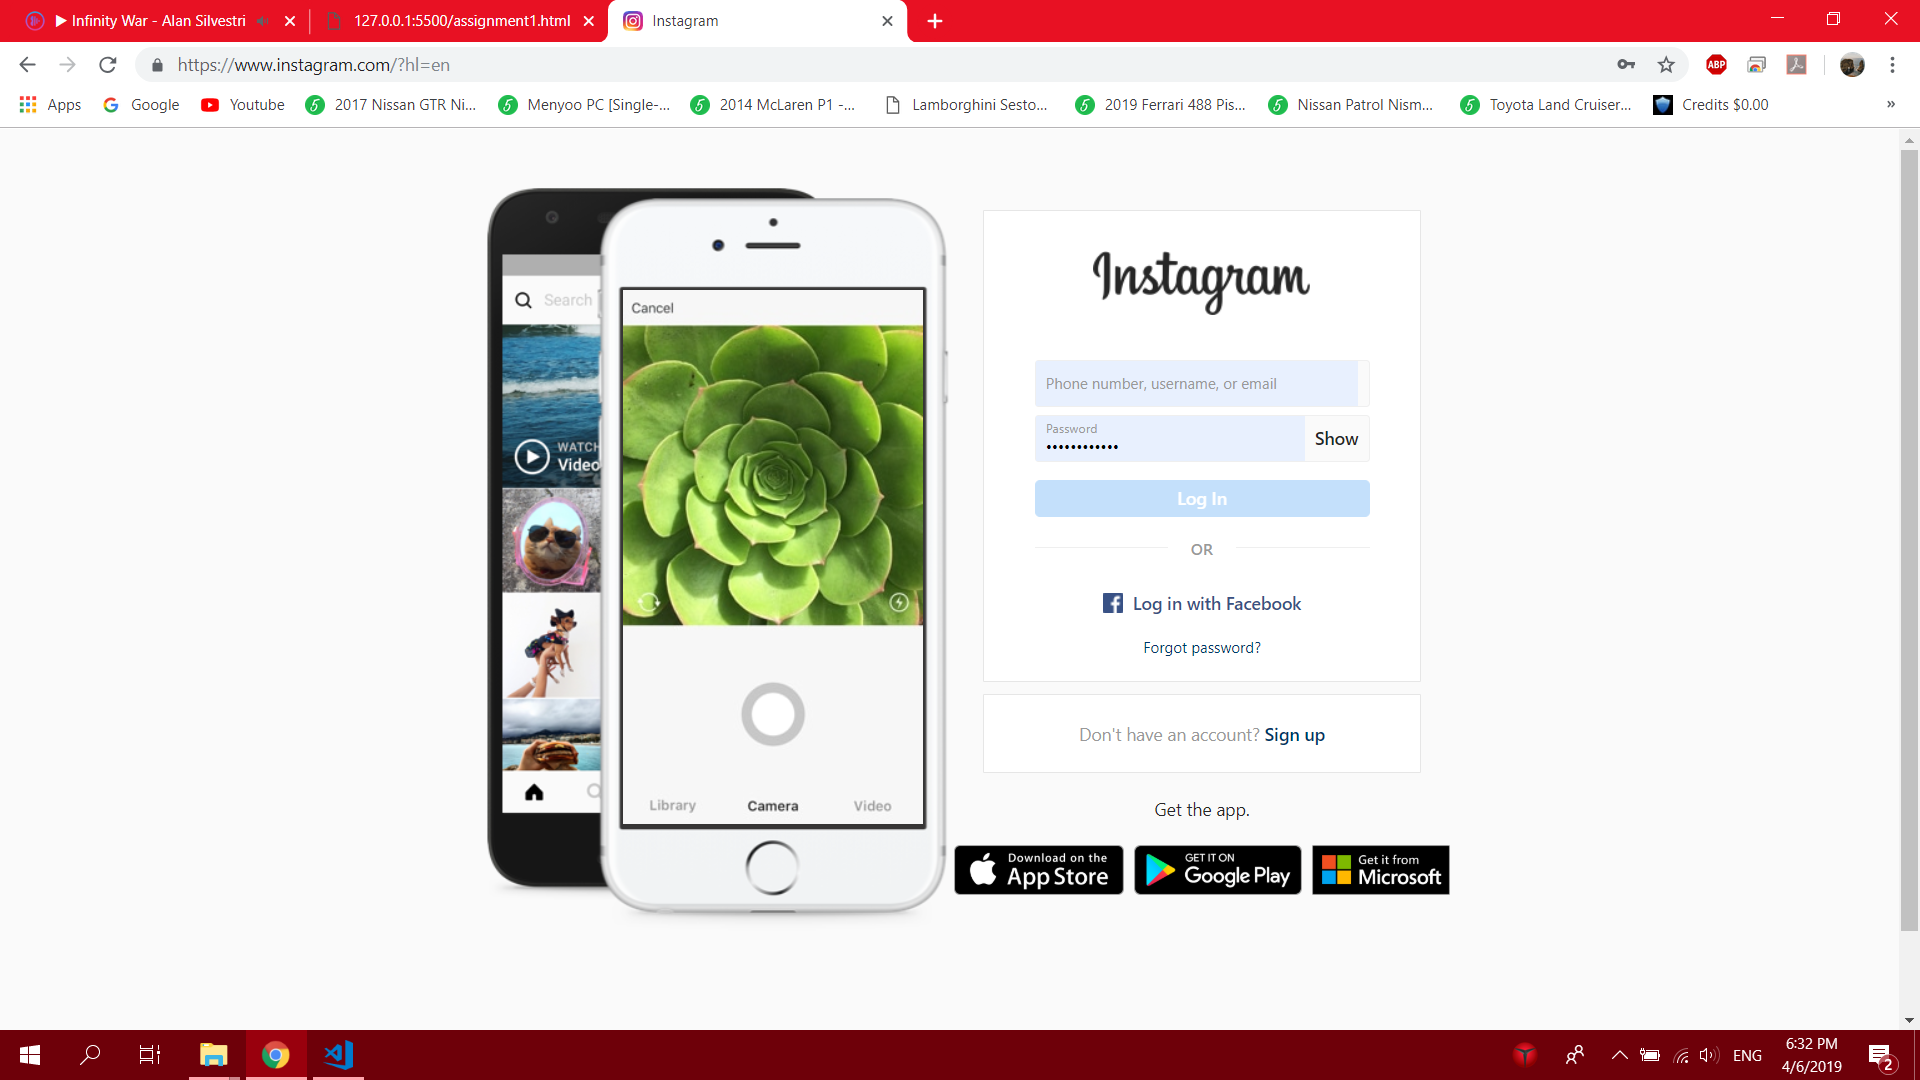 ▶ Infinity War - Alan Silvestri
127.0.0.1:5500/assignment1.html
Instagram
https://www.instagram.com/?hl=en
ABP
Apps
Google
Youtube
2017 Nissan GTR Ni...
Menyoo PC [Single-...
2014 McLaren P1 -...
Lamborghini Sesto...
2019 Ferrari 488 Pis...
Nissan Patrol Nism...
Toyota Land Cruiser...
Credits $0.00
»
Search
WATCH
Video
Cancel
Library
Camera
Video
Instagram
Phone number, username, or email
Password
••••••••••••
Show
Log In
OR
Log in with Facebook
Forgot password?
Don't have an account? Sign up
Get the app.
Download on the
App Store
GET IT ON
Google Play
Get it from
Microsoft
ENG
6:32 PM
4/6/2019
2